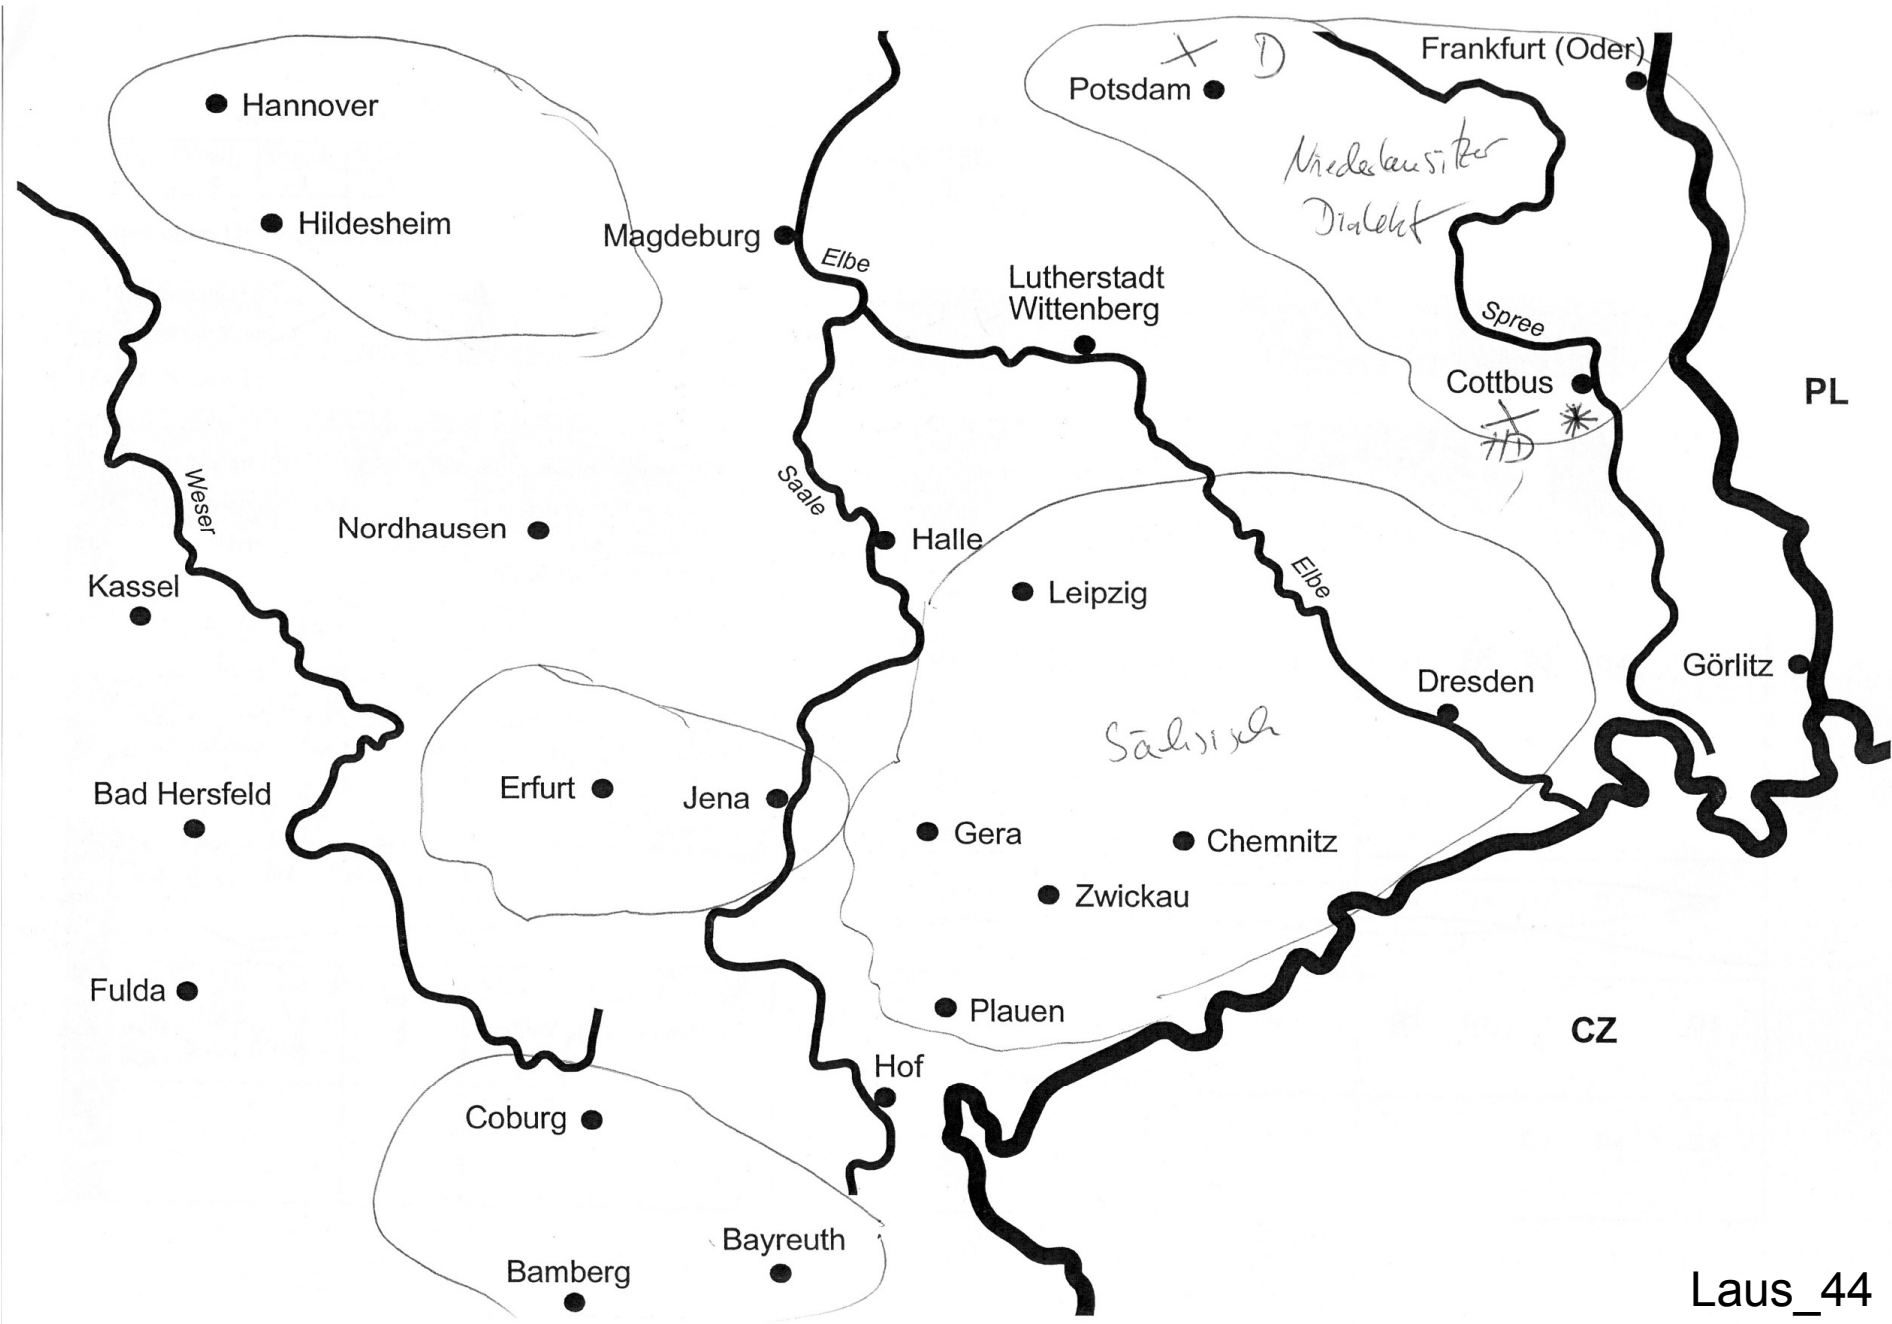 X D
Frankfurt (Oder)
Potsdam
Hannover
Niederlausitzer
Dialekt
Hildesheim
Magdeburg
Elbe
Lutherstadt
Wittenberg
Spree
Cottbus
PL
X *
HD
Weser
Saale
Nordhausen
Halle
Elbe
Kassel
Leipzig
Görlitz
Dresden
Sächsisch
Erfurt
Jena
Bad Hersfeld
Gera
Chemnitz
Zwickau
Fulda
Plauen
CZ
Hof
Coburg
Bayreuth
Bamberg
Laus_44